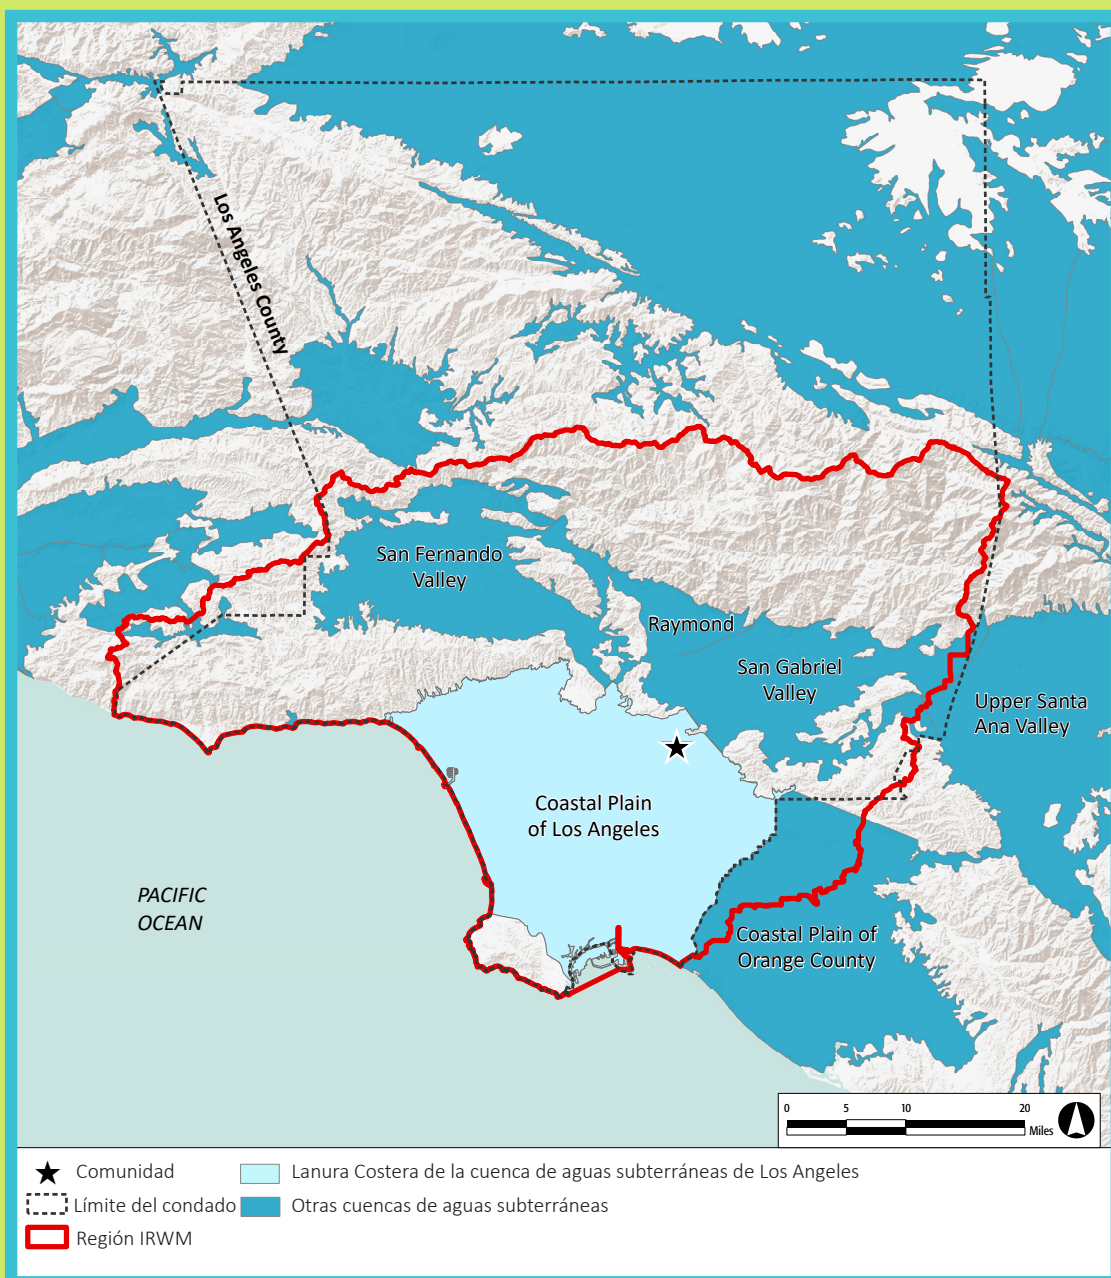 Los Angeles County
San Fernando
Valley
Raymond
San Gabriel
Valley
Upper Santa
Ana Valley
Coastal Plain
of Los Angeles
PACIFIC
OCEAN
Coastal Plain of
Orange County
0 5 10 20
Miles
Comunidad
Lanura Costera de la cuenca de aguas subterráneas de Los Angeles
Límite del condado
Otras cuencas de aguas subterráneas
Región IRWM